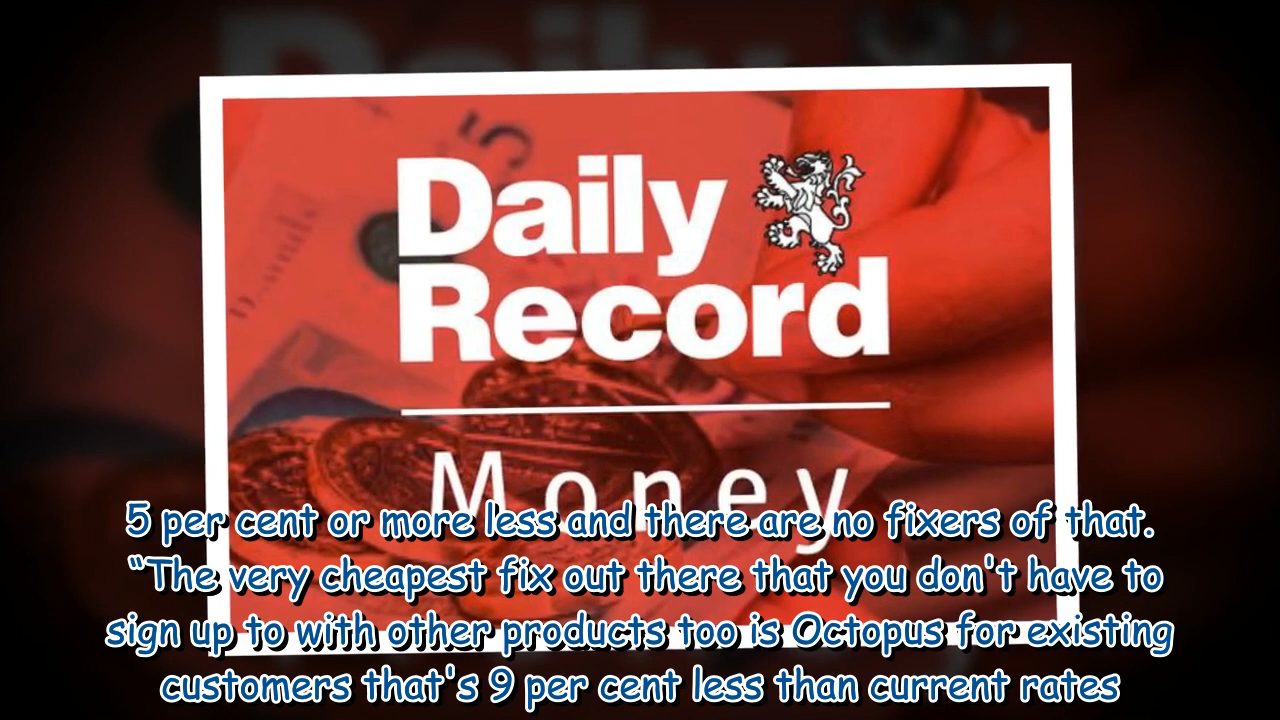 Daily
Record
Money
5 per cent or more less and there are no fixers of that.
“The very cheapest fix out there that you don't have to
sign up to with other products too is Octopus for existing
customers that's 9 per cent less than current rates